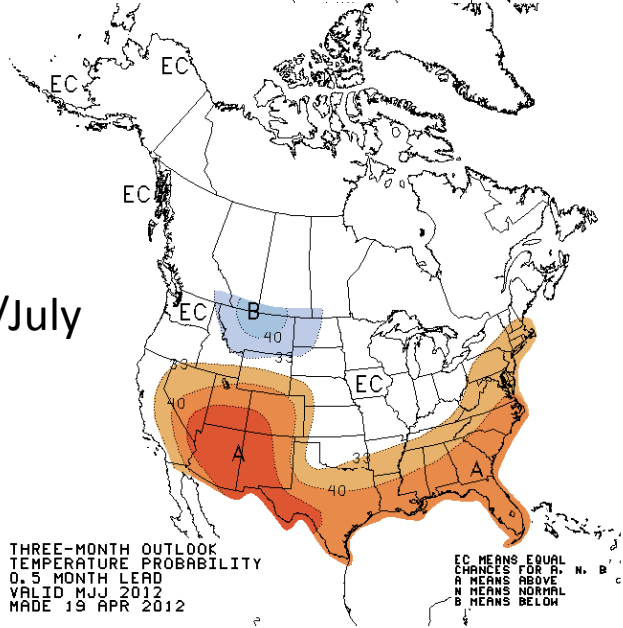 EC
EC
EC
/July
EC
B
40
33
33
EC
40
A
33
A
40
THREE-MONTH OUTLOOK
TEMPERATURE PROBABILITY
0.5 MONTH LEAD
VALID MJJ 2012
MADE 19 APR 2012
EC MEANS EQUAL
CHANCES FOR A, N, B
A MEANS ABOVE
N MEANS NORMAL
B MEANS BELOW